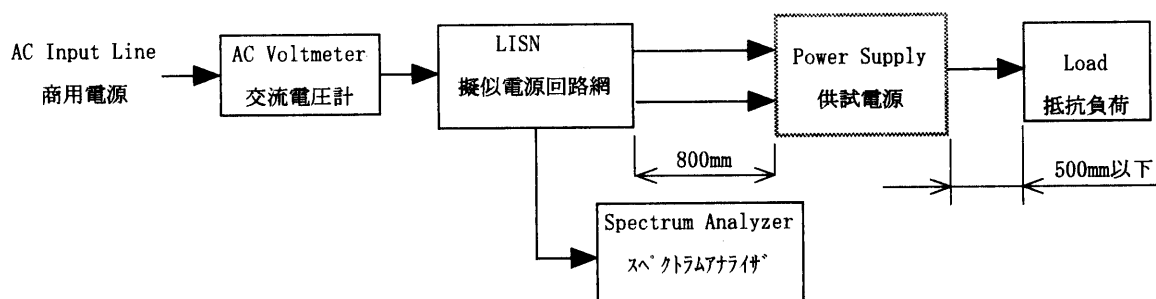 AC Input Line
商用電源
AC Voltmeter
交流電圧計
LISN
擬似電源回路網
Power Supply
供試電源
Load
抵抗負荷
800mm
500mm以下
Spectrum Analyzer
ｽﾍﾟｸﾄﾗﾑｱﾅﾗｲｻﾞ